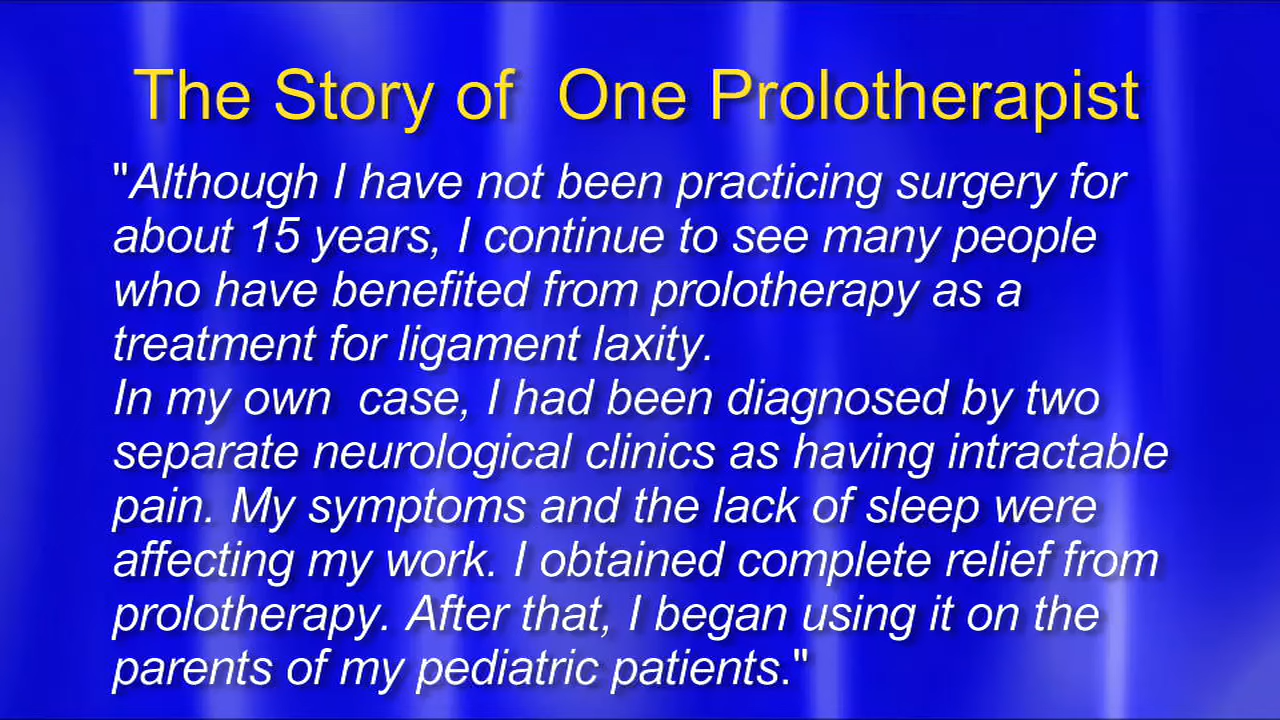 The Story of  One Prolotherapist
"Although I have not been practicing surgery for
about 15 years, I continue to see many people
who have benefited from prolotherapy as a
treatment for ligament laxity.
In my own  case, I had been diagnosed by two
separate neurological clinics as having intractable
pain. My symptoms and the lack of sleep were
affecting my work. I obtained complete relief from
prolotherapy. After that, I began using it on the
parents of my pediatric patients."